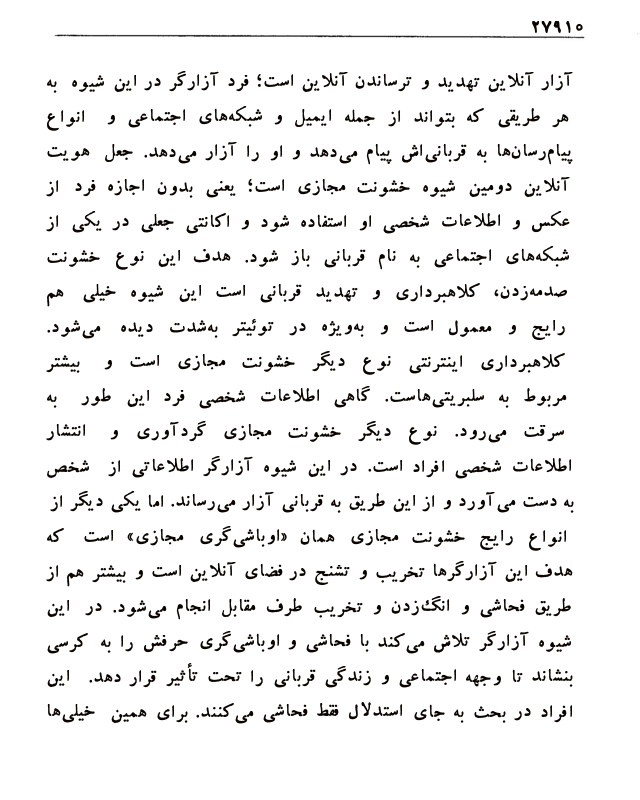 ۲۷۹۱۰
آزار آنلاین تهدید و ترساندن آنلاین است؛ فرد آزارگر در این شیوه به
هر طریقی که بتواند از جمله ایمیل و شبکه‌های اجتماعی و انواع
پیام‌رسان‌ها به قربانی‌اش پیام می‌دهد و او را آزار می‌دهد. جعل هویت
آنلاین دومین شیوه خشونت مجازی است؛ یعنی بدون اجازه فرد از
عکس و اطلاعات شخصی او استفاده شود و اکانتی جعلی در یکی از
شبکه‌های اجتماعی به نام قربانی باز شود. هدف این نوع خشونت
صدمه‌زدن، کلاهبرداری و تهدید قربانی است این شیوه خیلی هم
رایج و معمول است و به‌ویژه در توئیتر به‌شدت دیده می‌شود.
کلاهبرداری اینترنتی نوع دیگر خشونت مجازی است و بیشتر
مربوط به سلبریتی‌هاست. گاهی اطلاعات شخصی فرد این طور به
سرقت می‌رود. نوع دیگر خشونت مجازی گردآوری و انتشار
اطلاعات شخصی افراد است. در این شیوه آزارگر اطلاعاتی از شخص
به دست می‌آورد و از این طریق به قربانی آزار می‌رساند. اما یکی دیگر از
انواع رایج خشونت مجازی همان «اوباشی‌گری مجازی» است که
هدف این آزارگرها تخریب و تشنج در فضای آنلاین است و بیشتر هم از
طریق فحاشی و انگ‌زدن و تخریب طرف مقابل انجام می‌شود. در این
شیوه آزارگر تلاش می‌کند با فحاشی و اوباشی‌گری حرفش را به کرسی
بنشاند تا وجهه اجتماعی و زندگی قربانی را تحت تأثیر قرار دهد. این
افراد در بحث به جای استدلال فقط فحاشی می‌کنند. برای همین خیلی‌ها